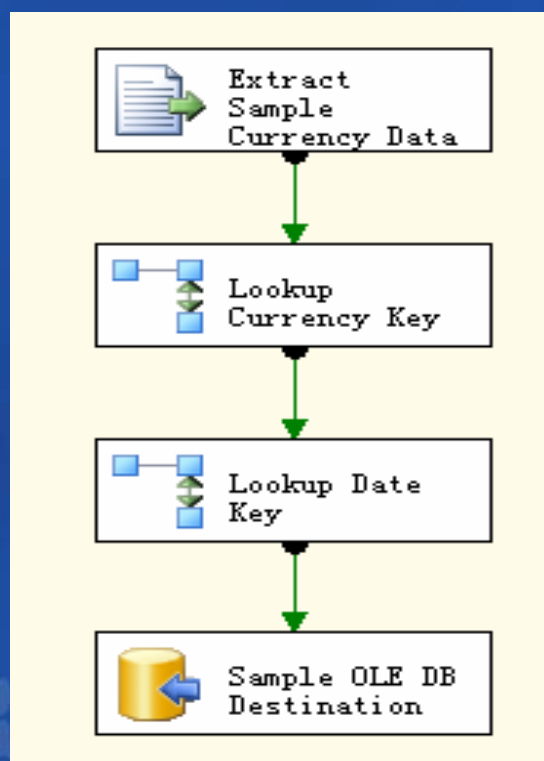 Extract
Sample
Currency Data
Lookup
Currency Key
Lookup Date
Key
Sample OLE DB
Destination